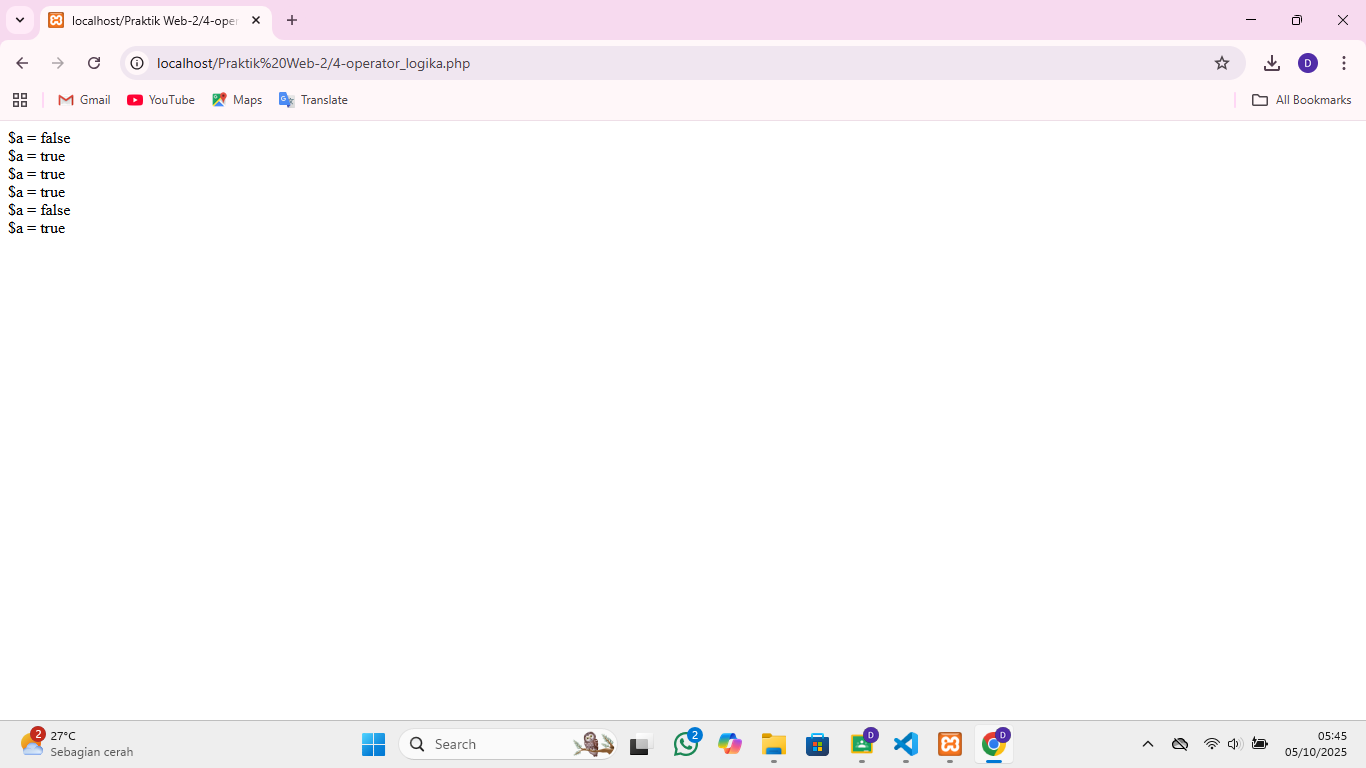 localhost/Praktik Web-2/4-oper
localhost/Praktik%20Web-2/4-operator_logika.php
D
Gmail
YouTube
Maps
Translate
All Bookmarks
$a = false
$a = true
$a = true
$a = true
$a = false
$a = true
2
27°C
Sebagian cerah
Search
2
D
D
05:45
05/10/2025